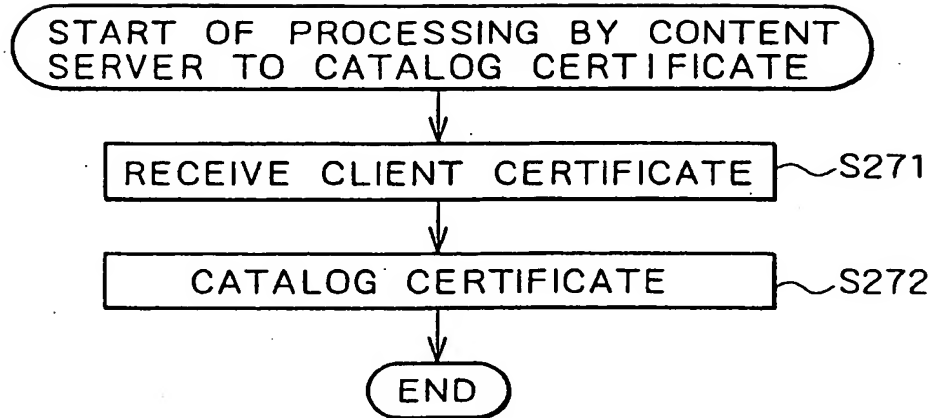 START OF PROCESSING BY CONTENT
SERVER TO CATALOG CERTIFICATE
RECEIVE CLIENT CERTIFICATE
S271
CATALOG CERTIFICATE
S272
END